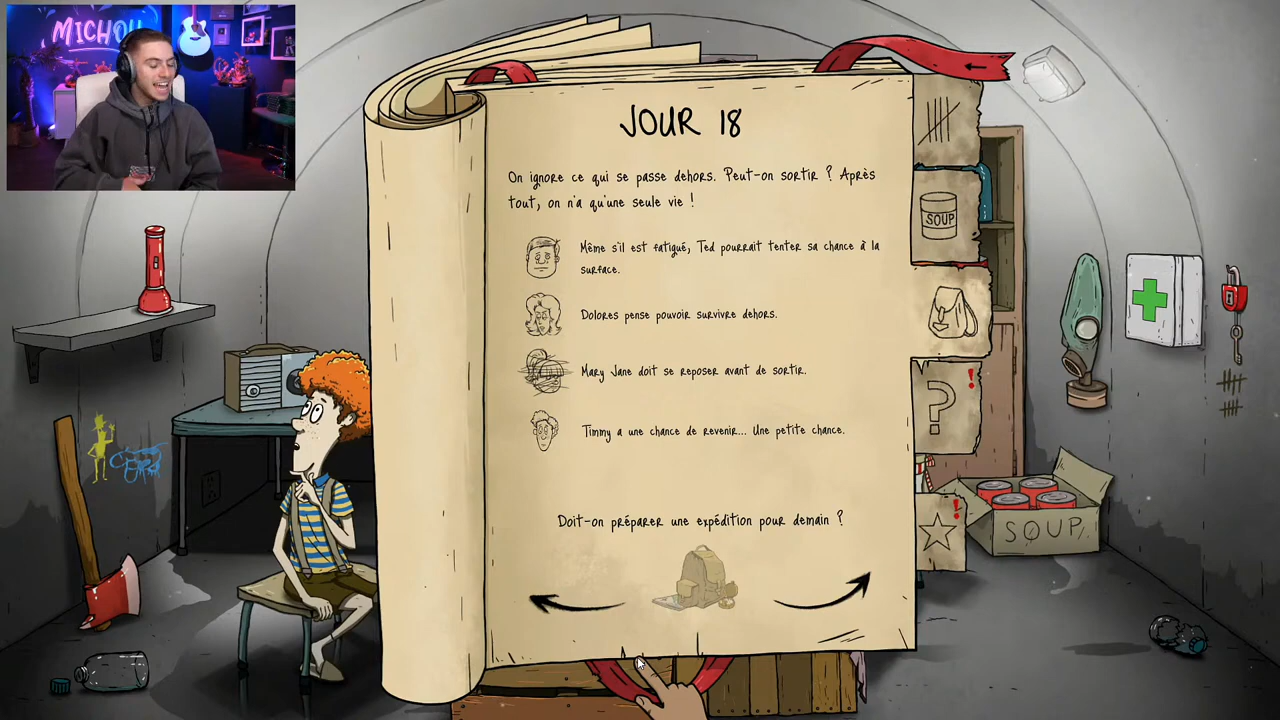 MICHOU
JOUR 18
On ignore ce qui se passe dehors. Peut-on sortir ? Après
tout, on n'a qu'une seule vie !
Même s'il est fatigué, Ted pourrait tenter sa chance à la
surface.
Dolores pense pouvoir survivre dehors.
Mary Jane doit se reposer avant de sortir.
Timmy a une chance de revenir... Une petite chance.
Doit-on préparer une expédition pour demain ?
SOUP
?
!
!
SOUP